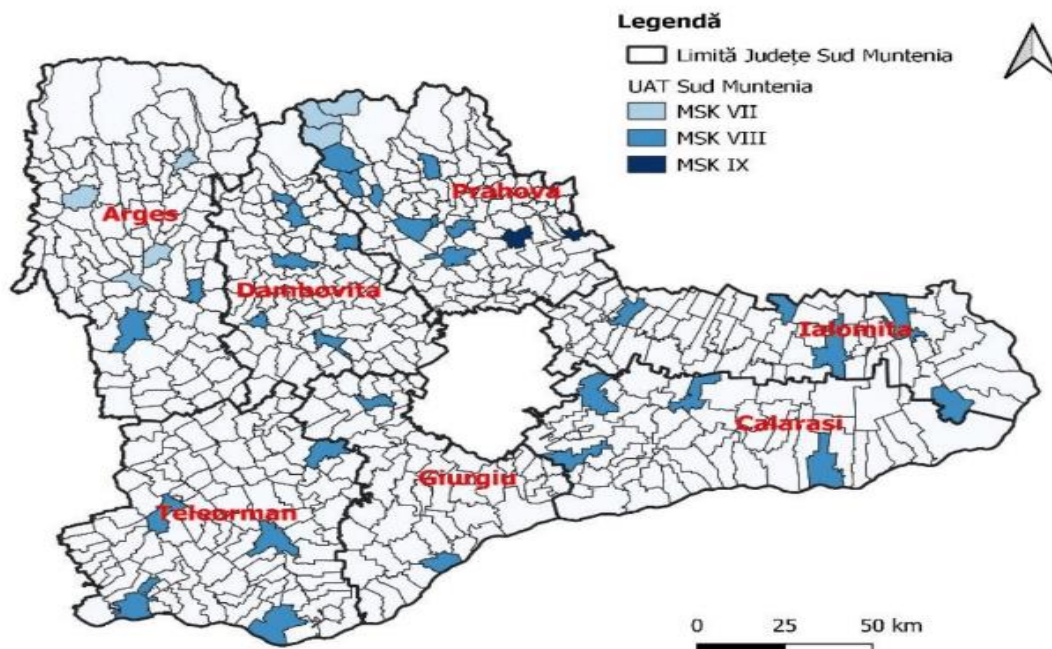 Legendă
Limită Județe Sud Muntenia
UAT Sud Muntenia
MSK VII
MSK VIII
MSK IX
Prahova
Arges
Dambovita
Ialomita
Calarasi
Giurgiu
Teleorman
0 25 50 km